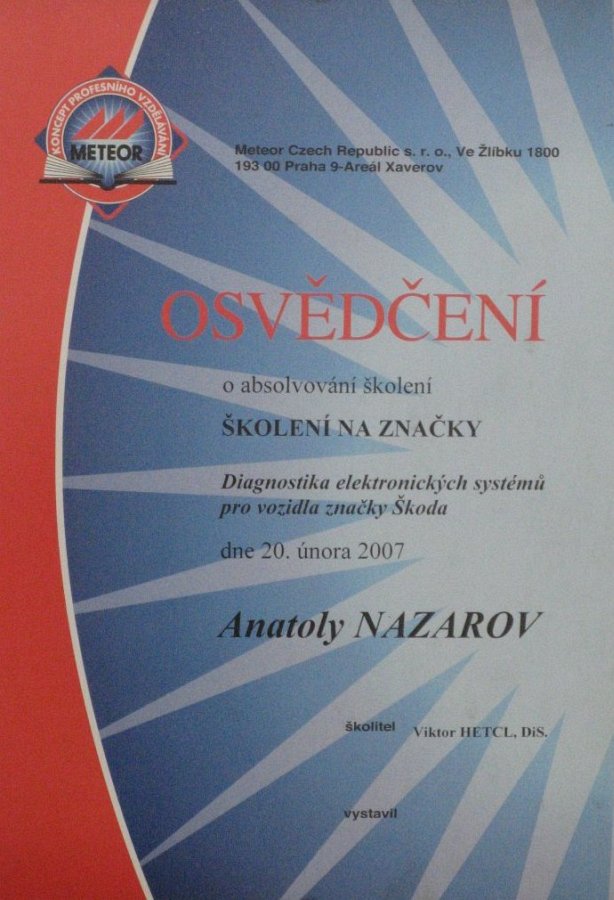 KONCEPT PROFESNÍHO VZDĚLÁVÁNÍ
METEOR
Meteor Czech Republic s. r. o., Ve Žlíbku 1800
193 00 Praha 9-Areál Xaverov
OSVĚDČENÍ
o absolvování školení
ŠKOLENÍ NA ZNAČKY
Diagnostika elektronických systémů
pro vozidla značky Škoda
dne 20. února 2007
Anatoly NAZAROV
školitel Viktor HETCL, DiS.
vystavil